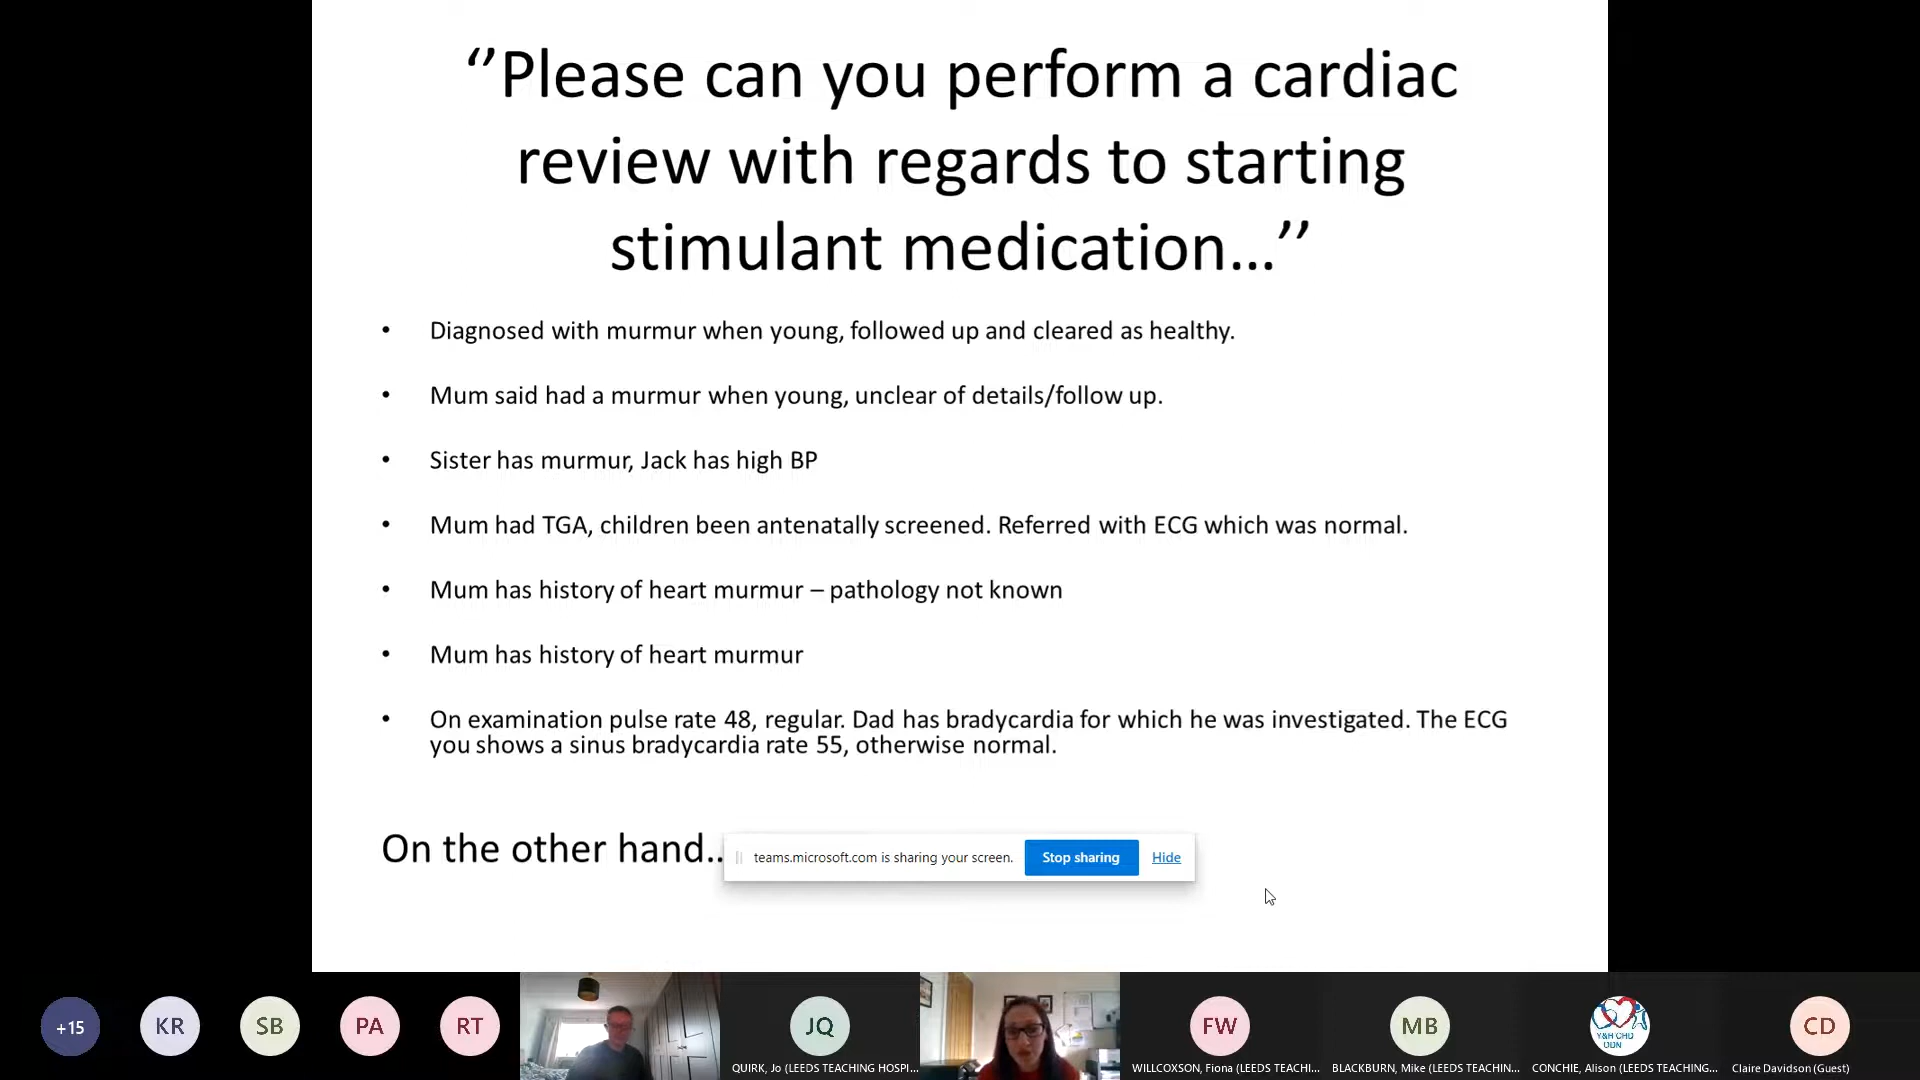 ‘’Please can you perform a cardiac
review with regards to starting
stimulant medication…’’
• Diagnosed with murmur when young, followed up and cleared as healthy.
• Mum said had a murmur when young, unclear of details/follow up.
• Sister has murmur, Jack has high BP
• Mum had TGA, children been antenatally screened. Referred with ECG which was normal.
• Mum has history of heart murmur – pathology not known
• Mum has history of heart murmur
• On examination pulse rate 48, regular. Dad has bradycardia for which he was investigated. The ECG
you shows a sinus bradycardia rate 55, otherwise normal.
On the other hand..
teams.microsoft.com is sharing your screen. Stop sharing Hide
+15 KR SB PA RT JQ FW MB Y&H CHD CD
ODN
QUIRK, Jo (LEEDS TEACHING HOSPI... WILLCOXSON, Fiona (LEEDS TEACHI... BLACKBURN, Mike (LEEDS TEACHIN... CONCHIE, Alison (LEEDS TEACHING... Claire Davidson (Guest)